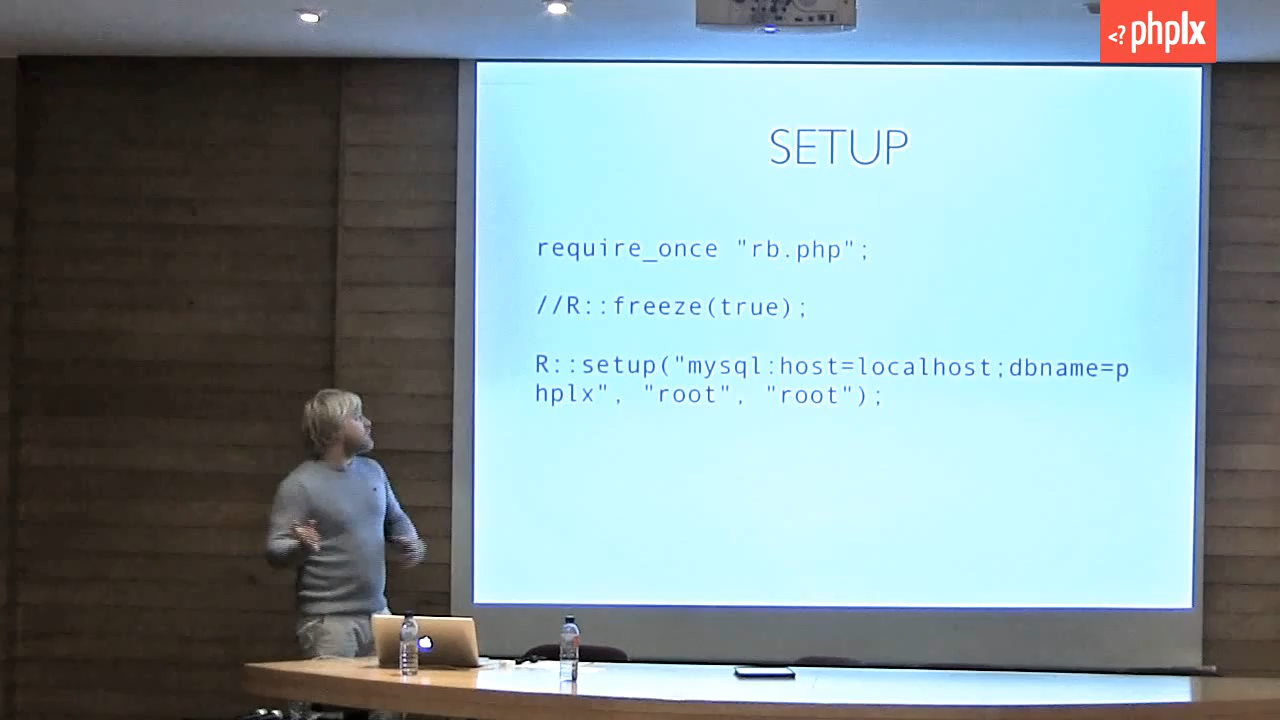 <? phplx
SETUP
require_once "rb.php";
//R::freeze(true);
R::setup("mysql:host=localhost;dbname=p
hplx", "root", "root");